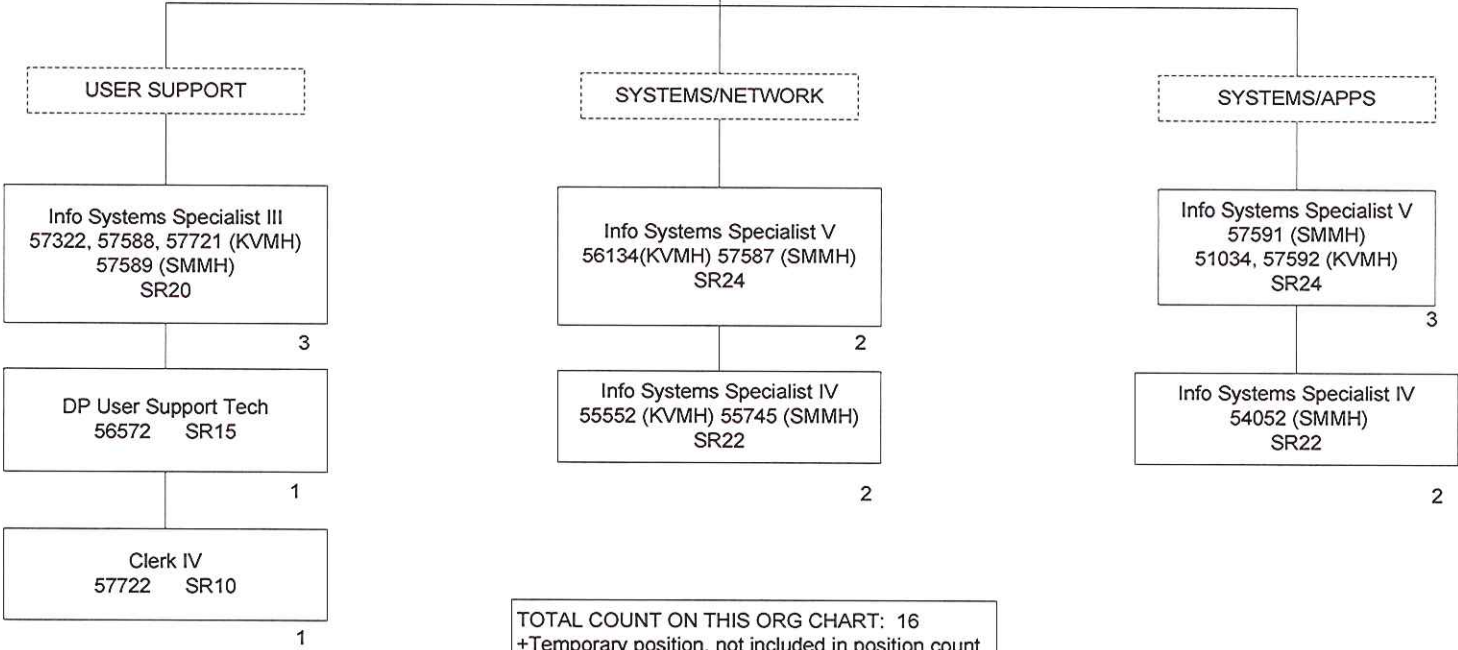 USER SUPPORT
Info Systems Specialist III
57322, 57588, 57721 (KVMH)
57589 (SMMH)
SR20
3
DP User Support Tech
56572 SR15
1
Clerk IV
57722 SR10
1
SYSTEMS/NETWORK
Info Systems Specialist V
56134(KVMH) 57587 (SMMH)
SR24
2
Info Systems Specialist IV
55552 (KVMH) 55745 (SMMH)
SR22
2
SYSTEMS/APPS
Info Systems Specialist V
57591 (SMMH)
51034, 57592 (KVMH)
SR24
3
Info Systems Specialist IV
54052 (SMMH)
SR22
2
TOTAL COUNT ON THIS ORG CHART: 16
+Temporary position, not included in position count